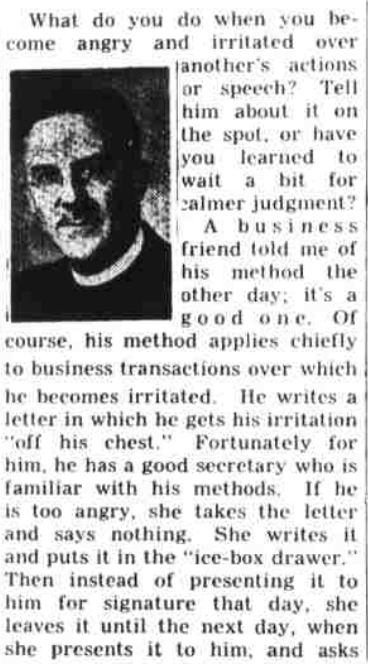 What do you do when you be-
come angry and irritated over
another's actions
or speech? Tell
him about it on
the spot, or have
you learned to
wait a bit for
calmer judgment?
A business
friend told me of
his method the
other day; it's a
good one. Of
course, his method applies chiefly
to business transactions over which
he becomes irritated. He writes a
letter in which he gets his irritation
"off his chest." Fortunately for
him, he has a good secretary who is
familiar with his methods. If he
is too angry, she takes the letter
and says nothing. She writes it
and puts it in the "ice-box drawer."
Then instead of presenting it to
him for signature that day, she
leaves it until the next day, when
she presents it to him, and asks